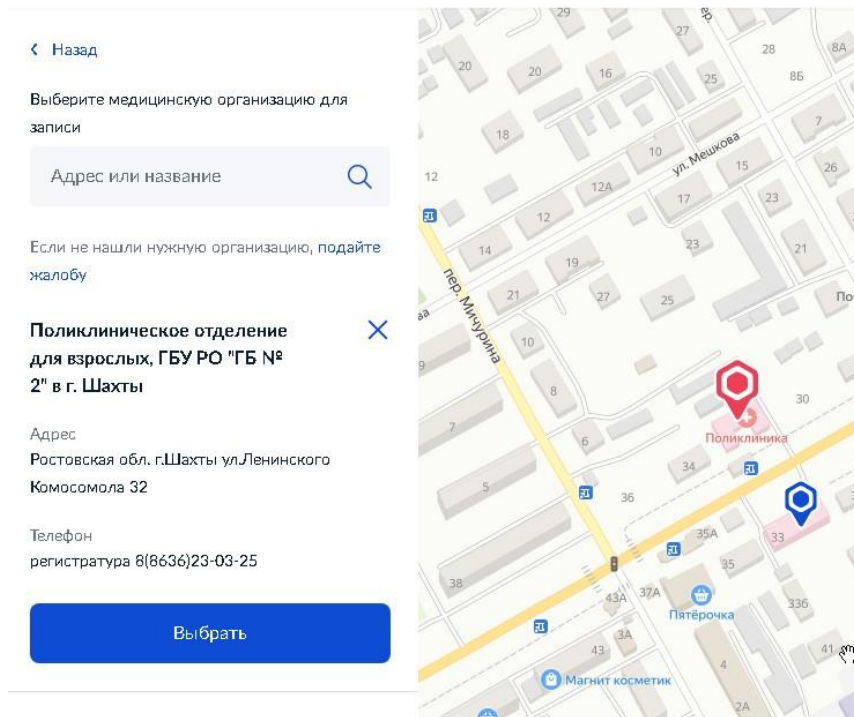 Назад
Выберите медицинскую организацию для
записи
Адрес или название
Если не нашли нужную организацию, подайте
жалобу
Поликлиническое отделение
для взрослых, ГБУ РО "ГБ №
2" в г. Шахты
Адрес
Ростовская обл. г.Шахты ул.Ленинского
Комосомола 32
Телефон
регистратура 8(8636)23-03-25
Выбрать
29
27
28
8А
20
20
16
25
8Б
7
18
10
ул. Мешкова
15
26
12
12А
17
23
12
14
23
21
19
пер. Мичурина
21
27
25
10
9
8
30
7
6
Поликлиника
34
5
36
35А
33
35
38
43А
37А
Пятёрочка
33б
43
3А
4
41
Магнит косметик
2А